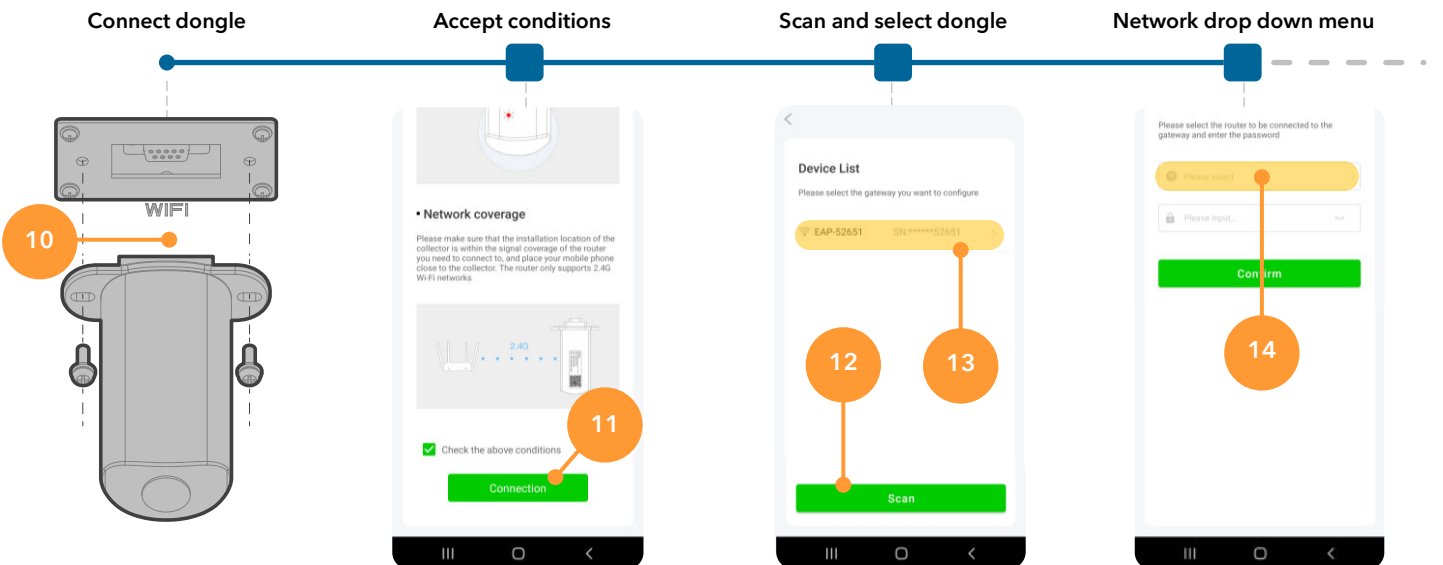 Connect dongle
Accept conditions
Scan and select dongle
Network drop down menu
WIFI
10
• Network coverage
Please make sure that the installation location of the
collector is within the signal coverage of the router
you need to connect to, and place your mobile phone
close to the collector. The router only supports 2.4G
Wi-Fi networks
2.4G
11
Check the above conditions
Connection
Device List
Please select the gateway you want to configure
EAP-52651 SN:******52651
12
13
Scan
Please select the router to be connected to the
gateway and enter the password
Please select
Please Input...
Confirm
14